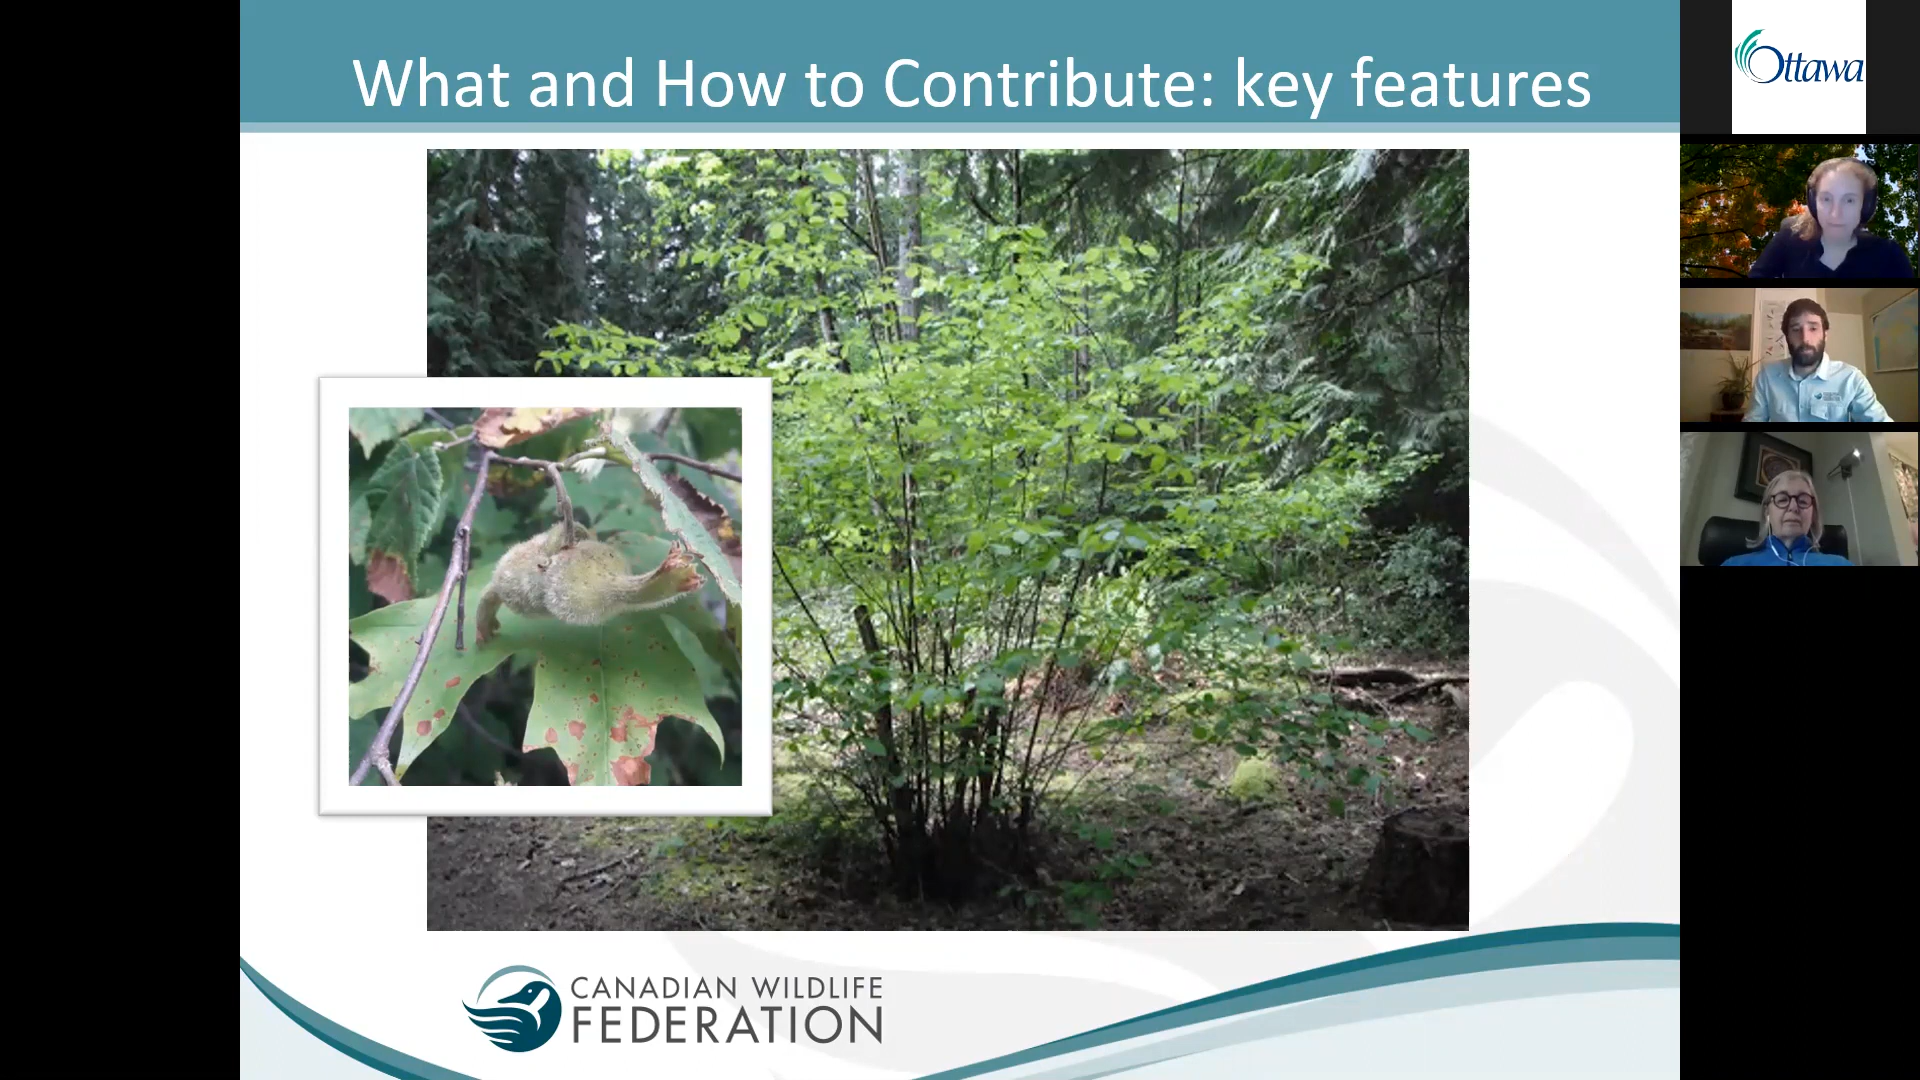 What and How to Contribute: key features
Ottawa
CANADIAN WILDLIFE
FEDERATION